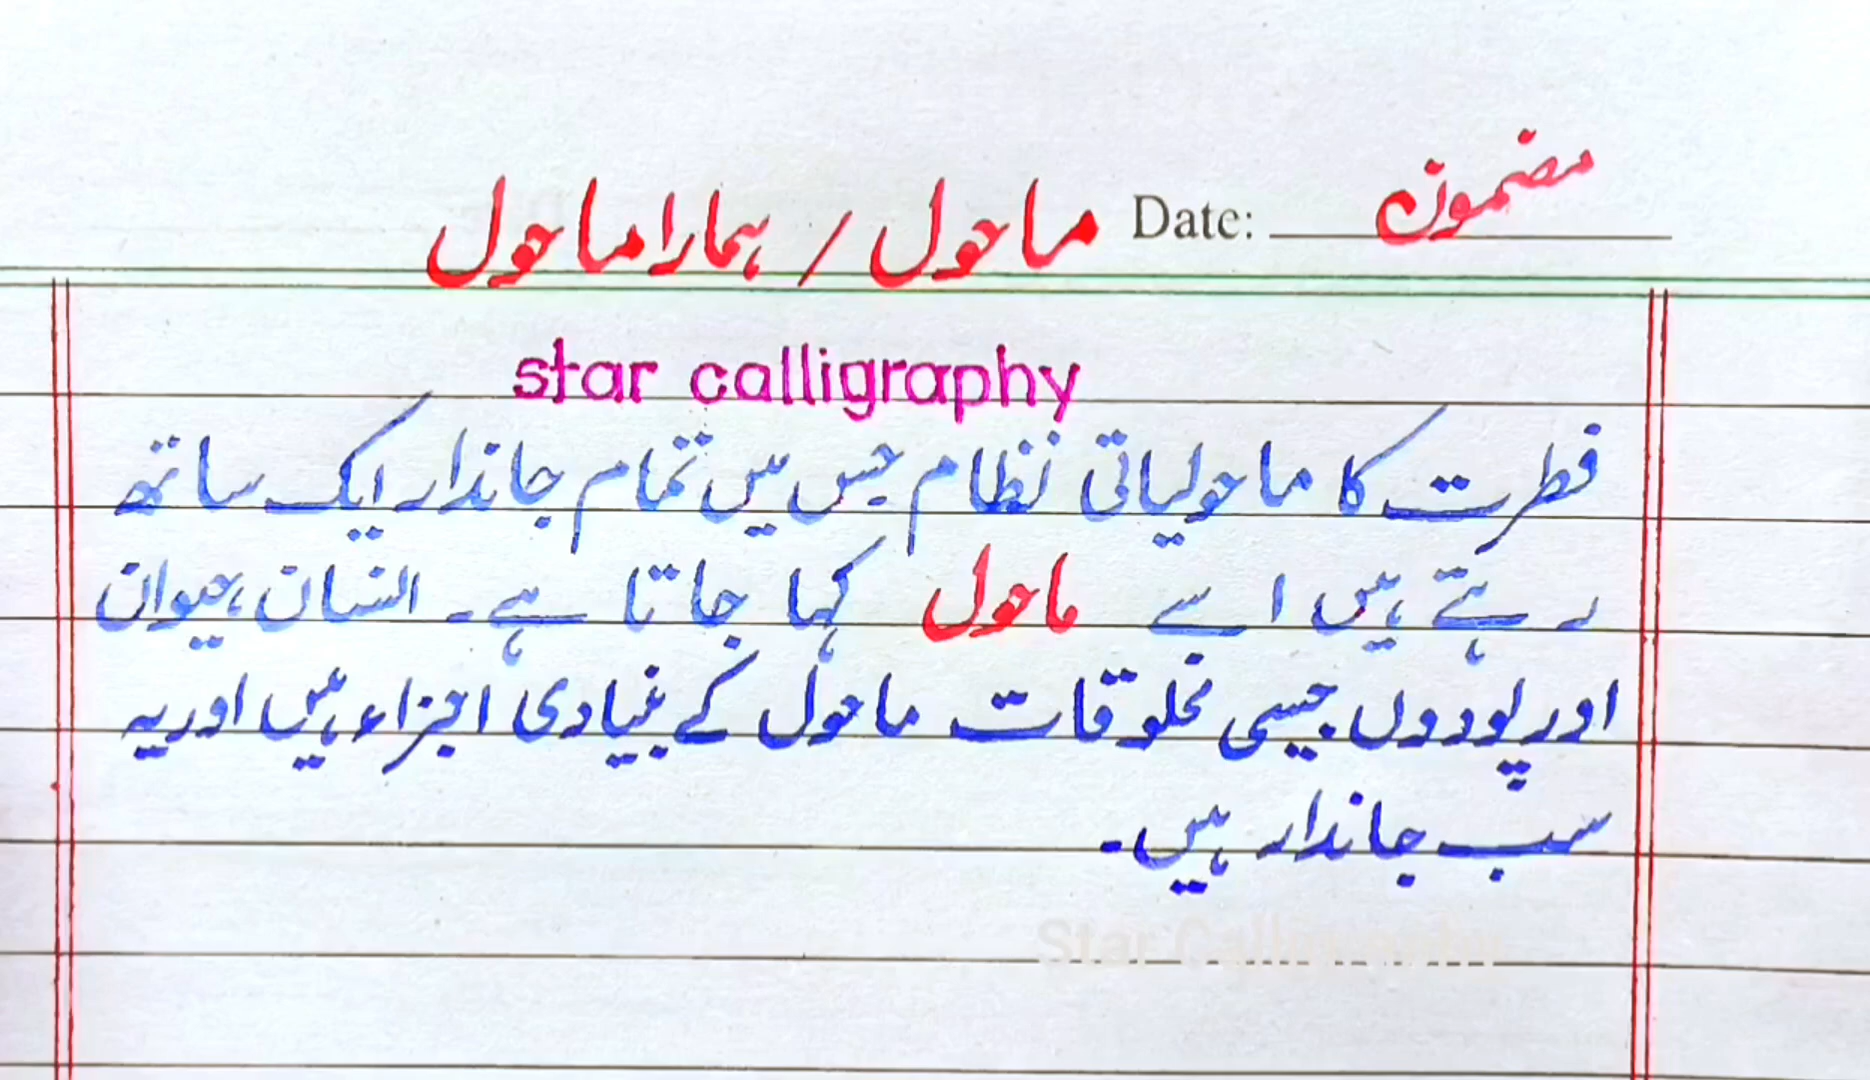 مضمون
Date:
ماحول / ہمارا ماحول
star calligraphy
فطرت کا ماحولیاتی نظام جس میں تمام جاندار ایک ساتھ
رہتے ہیں اسے ماحول کہا جاتا ہے۔ انسان، حیوان
اور پودوں جیسی مخلوقات ماحول کے بنیادی اجزاء ہیں اور یہ
سب جاندار ہیں۔
Star Calligraphy